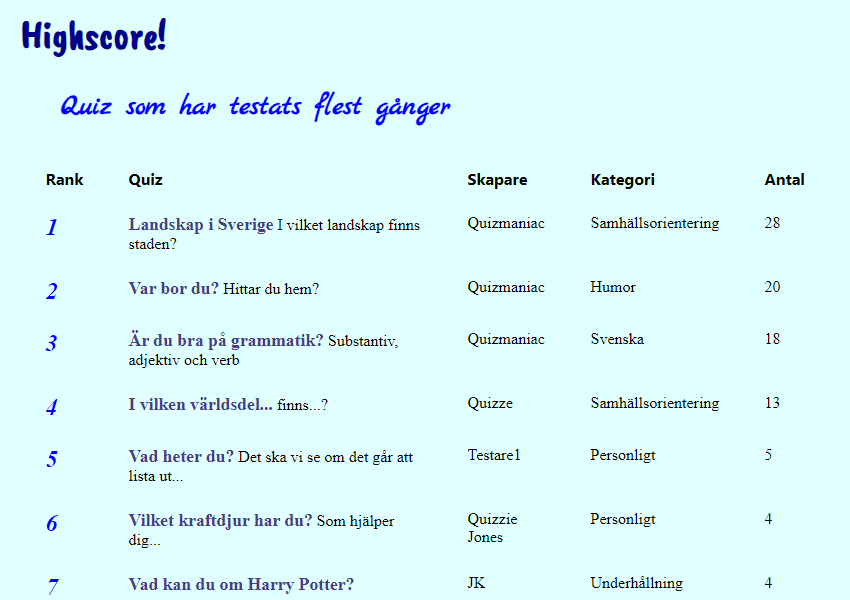 Highscore!
Quiz som har testats flest gånger
Rank Quiz Skapare Kategori Antal
1 Landskap i Sverige I vilket landskap finns Quizmaniac Samhällsorientering 28
staden?
2 Var bor du? Hittar du hem? Quizmaniac Humor 20
3 Är du bra på grammatik? Substantiv, Quizmaniac Svenska 18
adjektiv och verb
4 I vilken världsdel... finns...? Quizze Samhällsorientering 13
5 Vad heter du? Det ska vi se om det går att Testare1 Personligt 5
lista ut...
6 Vilket kraftdjur har du? Som hjälper Quizzie Personligt 4
dig... Jones
7 Vad kan du om Harry Potter? JK Underhållning 4